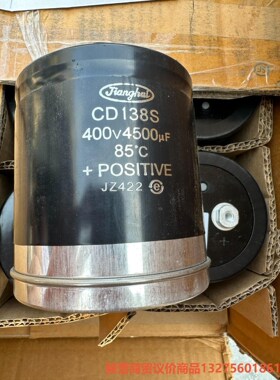 Jianghai
CD138S
400V4500μF
85℃
+ POSITIVE
JZ422